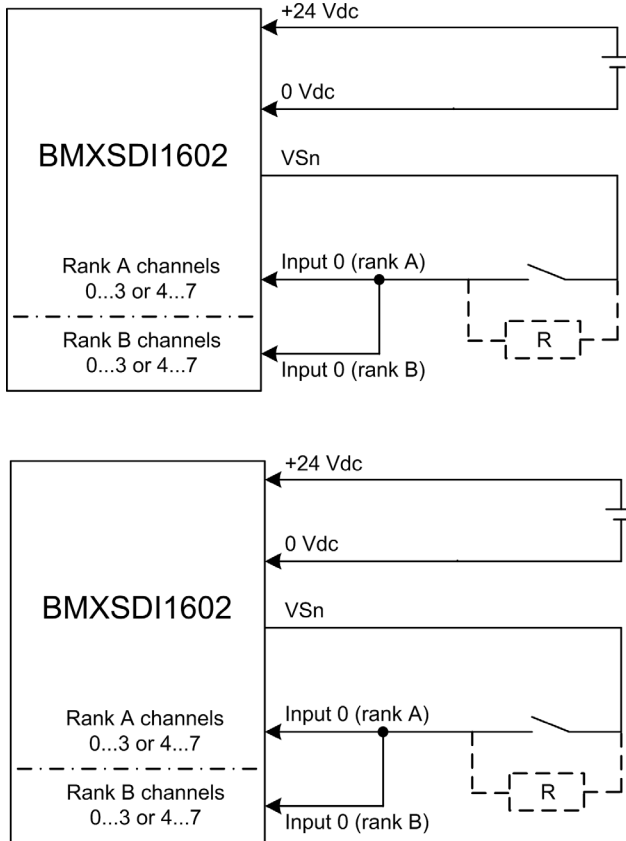 +24 Vdc
0 Vdc
BMXSDI1602
VSn
Rank A channels
0...3 or 4...7
Input 0 (rank A)
R
Rank B channels
0...3 or 4...7
Input 0 (rank B)
+24 Vdc
0 Vdc
BMXSDI1602
VSn
Rank A channels
0...3 or 4...7
Input 0 (rank A)
R
Rank B channels
0...3 or 4...7
Input 0 (rank B)